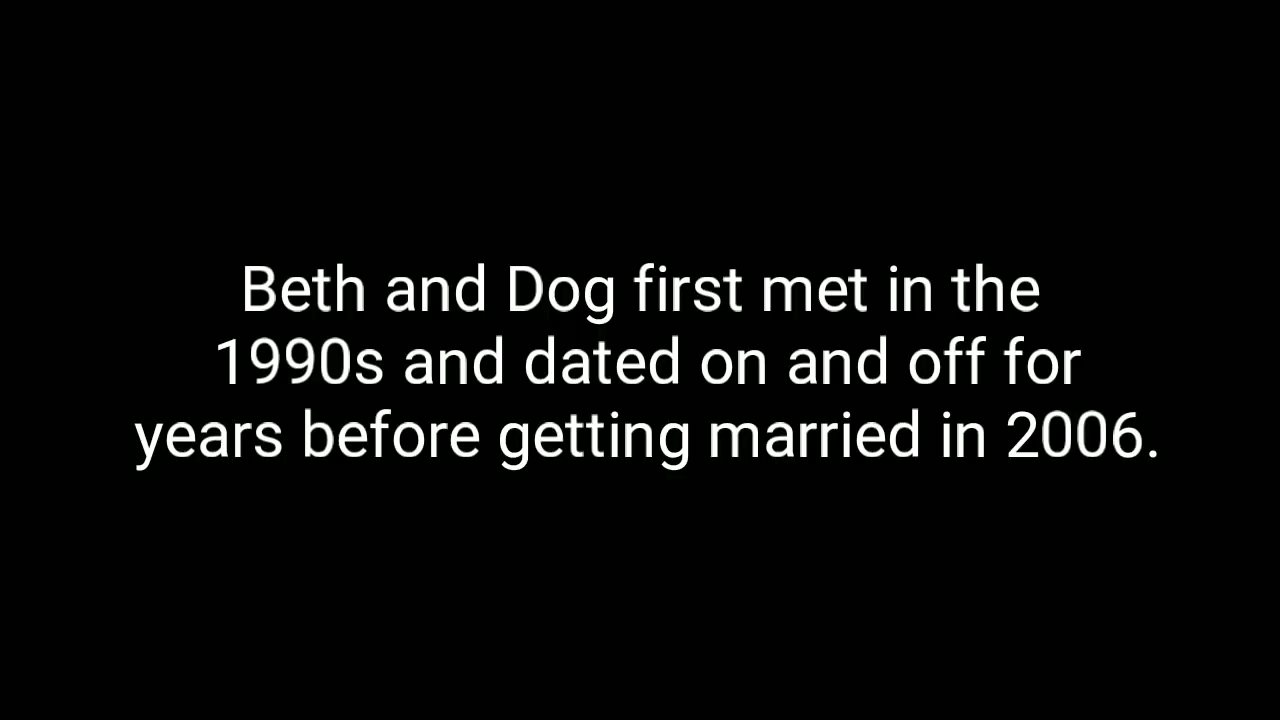 Beth and Dog first met in the
1990s and dated on and off for
years before getting married in 2006.